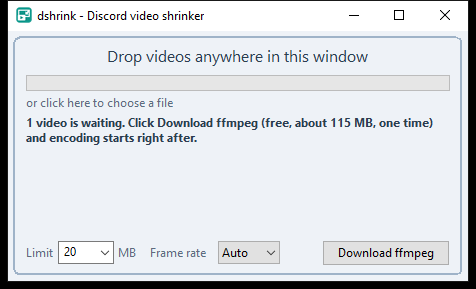 dshrink - Discord video shrinker
Drop videos anywhere in this window
or click here to choose a file
1 video is waiting. Click Download ffmpeg (free, about 115 MB, one time)
and encoding starts right after.
Limit 20 MB Frame rate Auto Download ffmpeg